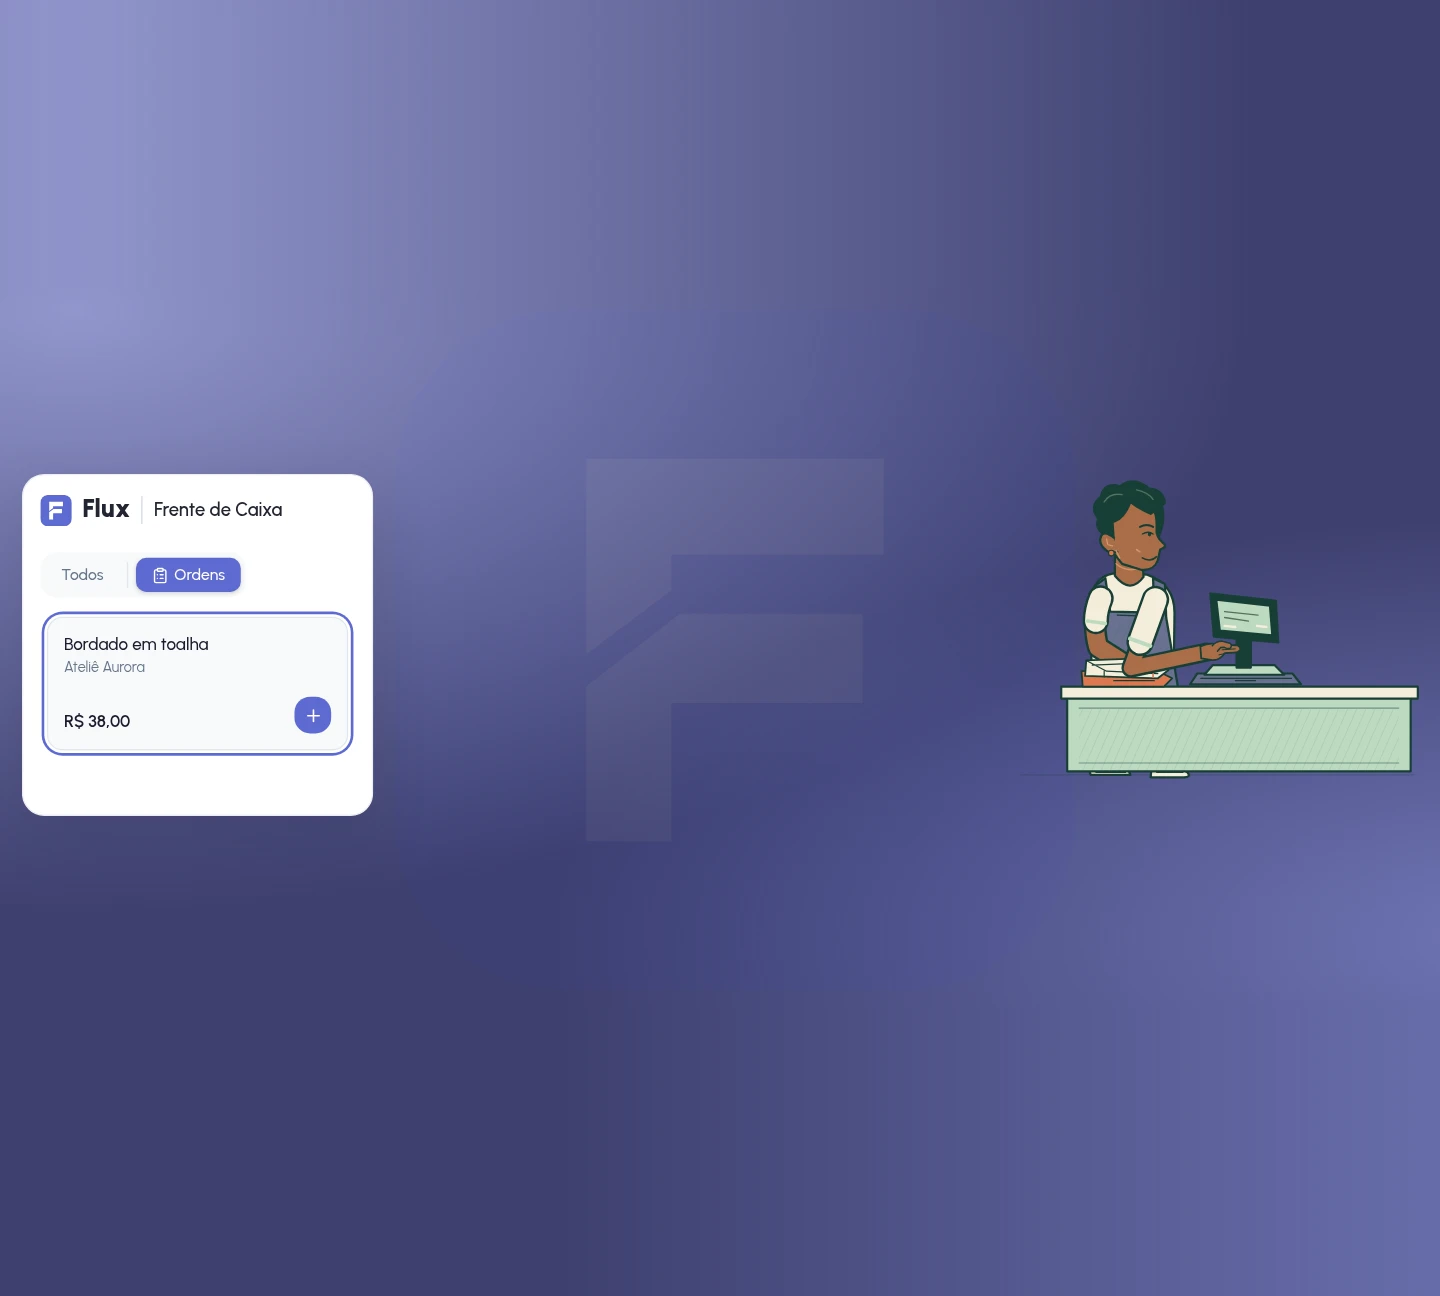 Flux
Frente de Caixa
Todos
Ordens
Bordado em toalha
Ateliê Aurora
R$ 38,00